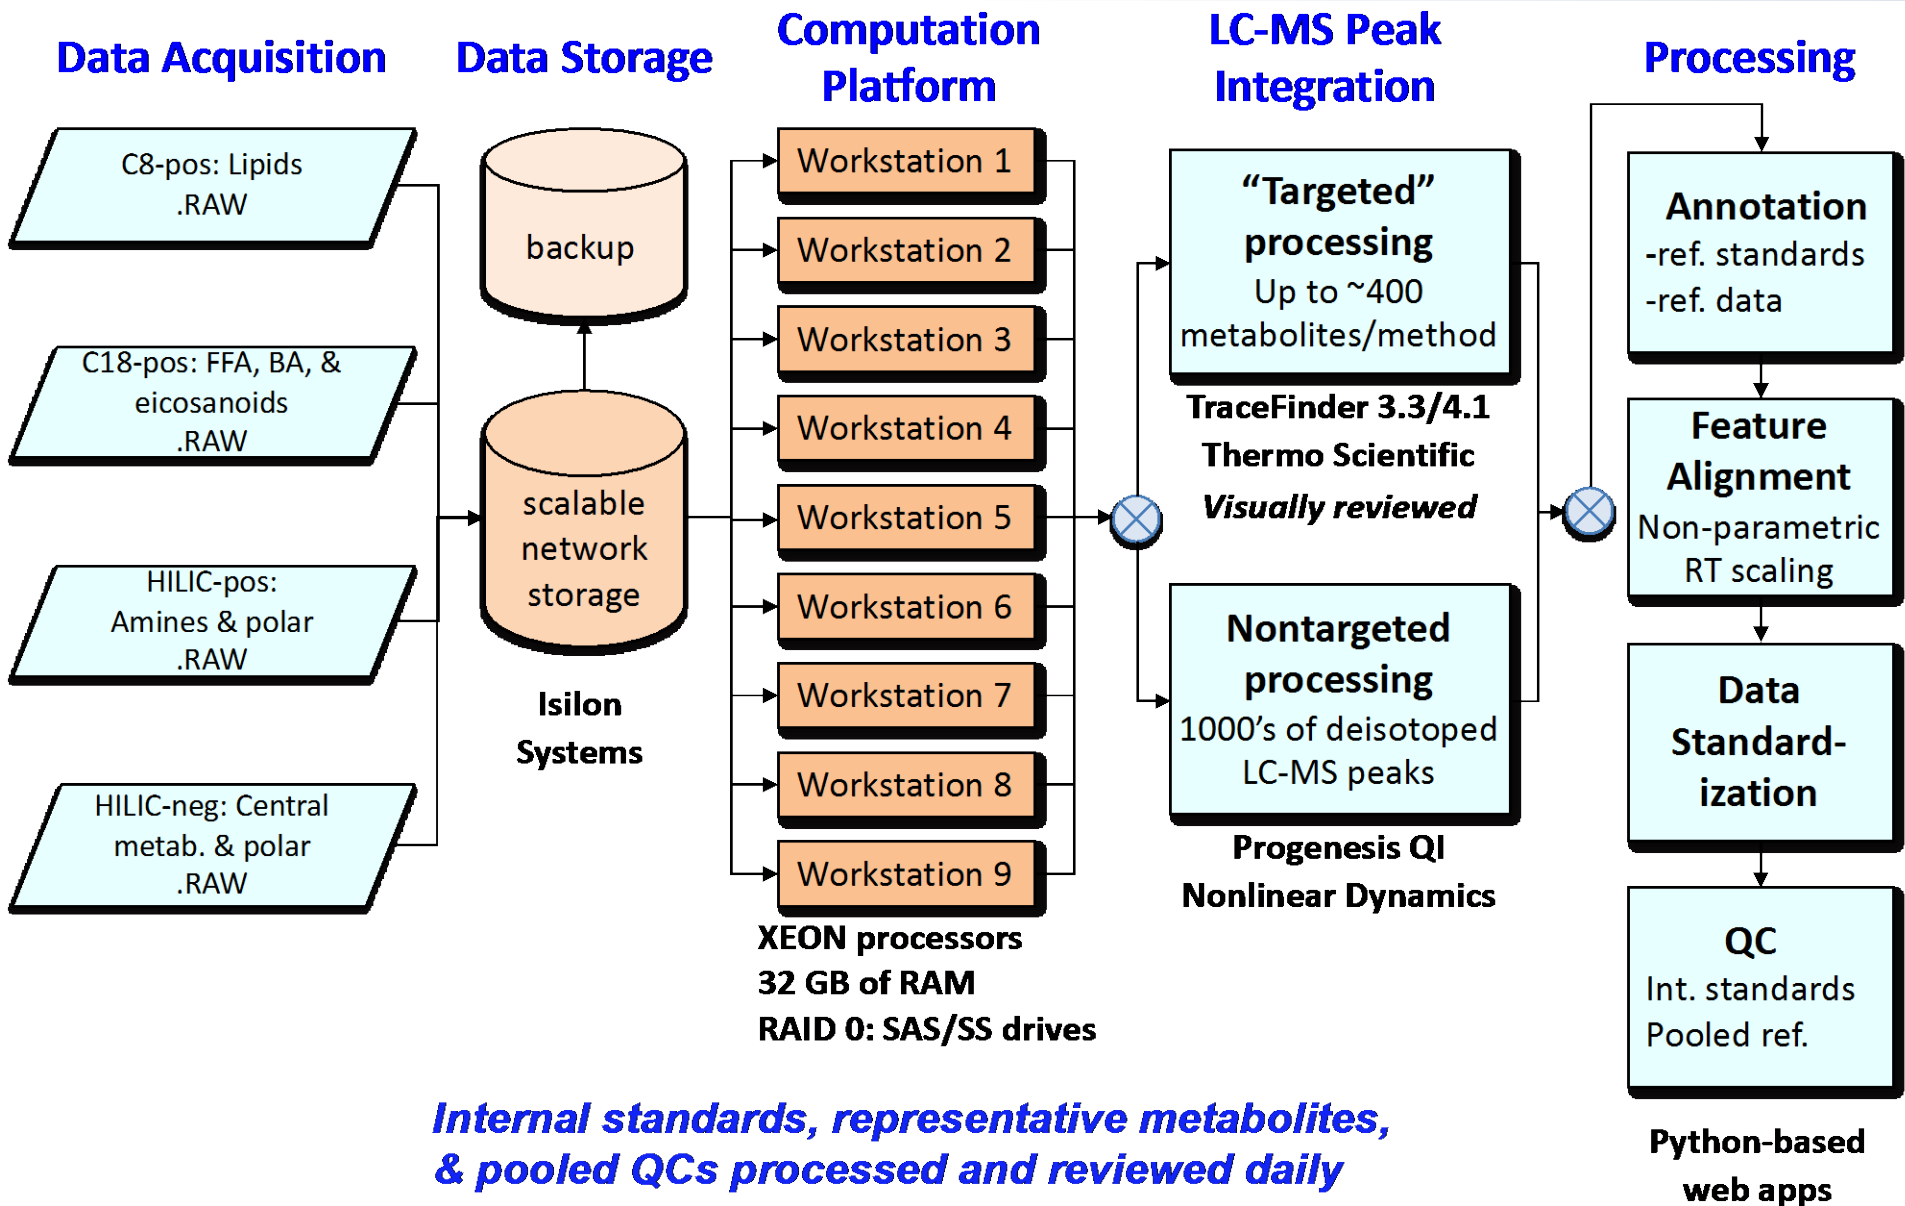 Data Acquisition
C8-pos: Lipids
.RAW
C18-pos: FFA, BA, &
eicosanoids
.RAW
HILIC-pos:
Amines & polar
.RAW
HILIC-neg: Central
metab. & polar
.RAW
Data Storage
backup
scalable
network
storage
Isilon
Systems
Computation
Platform
Workstation 1
Workstation 2
Workstation 3
Workstation 4
Workstation 5
Workstation 6
Workstation 7
Workstation 8
Workstation 9
XEON processors
32 GB of RAM
RAID 0: SAS/SS drives
LC-MS Peak
Integration
“Targeted”
processing
Up to ~400
metabolites/method
TraceFinder 3.3/4.1
Thermo Scientific
Visually reviewed
Nontargeted
processing
1000’s of deisotoped
LC-MS peaks
Progenesis QI
Nonlinear Dynamics
Processing
Annotation
-ref. standards
-ref. data
Feature
Alignment
Non-parametric
RT scaling
Data
Standard-
ization
QC
Int. standards
Pooled ref.
Python-based
web apps
Internal standards, representative metabolites,
& pooled QCs processed and reviewed daily